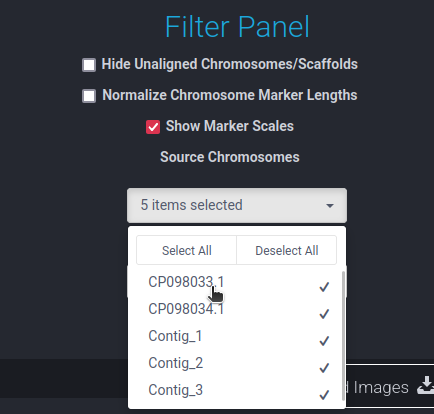 Filter Panel
Hide Unaligned Chromosomes/Scaffolds
Normalize Chromosome Marker Lengths
Show Marker Scales
Source Chromosomes
5 items selected
Select All Deselect All
CP098033.1
CP098034.1
Contig_1
Contig_2
Contig_3
Images